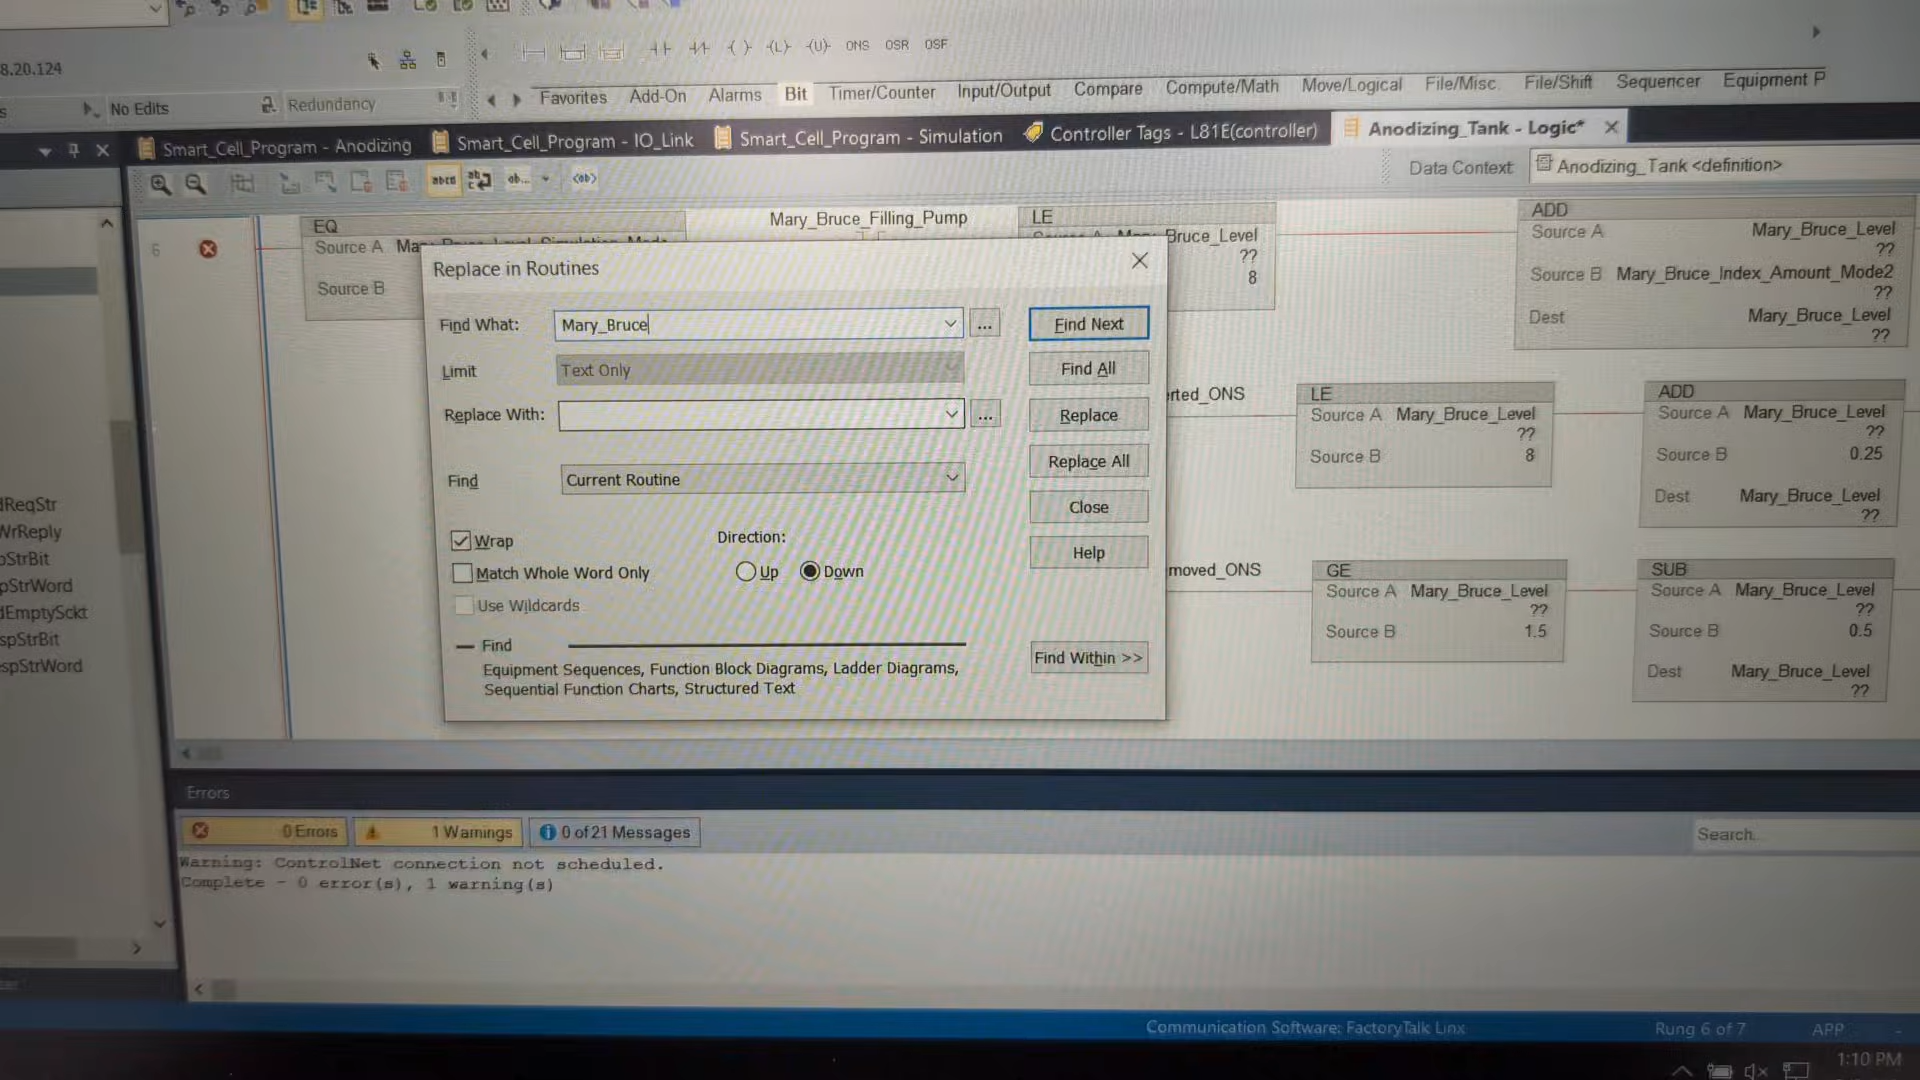 8.20.124
ONS OSR OSF
No Edits
Redundancy
Favorites Add-On Alarms Bit Timer/Counter Input/Output Compare Compute/Math Move/Logical File/Misc. File/Shift Sequencer Equipment P
Smart_Cell_Program - Anodizing
Smart_Cell_Program - IO_Link
Smart_Cell_Program - Simulation
Controller Tags - L81E(controller)
Anodizing_Tank - Logic*
Data Context:
Anodizing_Tank <definition>
6
EQ
Source A
Source B
Mary_Bruce_Filling_Pump
LE
Bruce_Level
??
8
ADD
Source A Mary_Bruce_Level
??
Source B Mary_Bruce_Index_Amount_Mode2
??
Dest Mary_Bruce_Level
??
Replace in Routines
Find What: Mary_Bruce
...
Find Next
Limit Text Only
Find All
Replace With:
...
Replace
Find Current Routine
Replace All
Close
Help
Wrap
Match Whole Word Only
Use Wildcards
Direction:
Up Down
Find
Equipment Sequences, Function Block Diagrams, Ladder Diagrams,
Sequential Function Charts, Structured Text
Find Within >>
rted_ONS
LE
Source A Mary_Bruce_Level
??
Source B 8
ADD
Source A Mary_Bruce_Level
??
Source B 0.25
Dest Mary_Bruce_Level
??
moved_ONS
GE
Source A Mary_Bruce_Level
??
Source B 1.5
SUB
Source A Mary_Bruce_Level
??
Source B 0.5
Dest Mary_Bruce_Level
??
dReqStr
WrReply
pStrBit
pStrWord
dEmptySckt
spStrBit
spStrWord
Errors
0 Errors
1 Warnings
0 of 21 Messages
Search.
Warning: ControlNet connection not scheduled.
Complete - 0 error(s), 1 warning(s)
Communication Software: FactoryTalk Linx
Rung 6 of 7
APP
1:10 PM